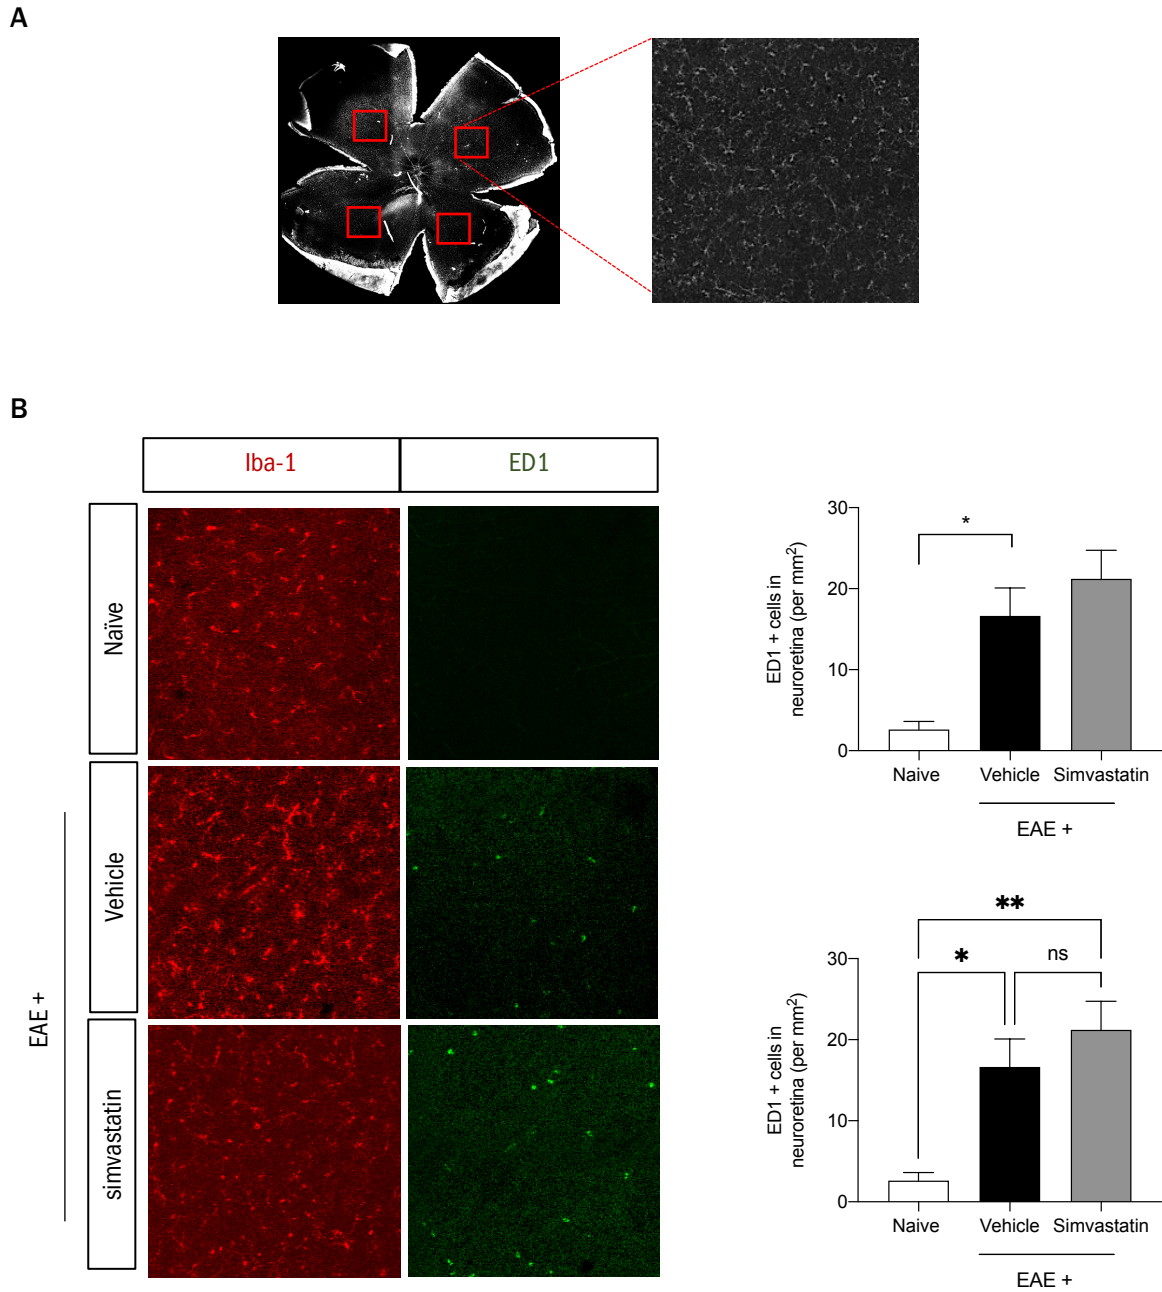 A
B
Iba-1
ED1
Naïve
Vehicle
simvastatin
EAE +
30
20
10
0
ED1 + cells in
neuroretina (per mm²)
*
Naive
Vehicle
Simvastatin
EAE +
30
20
10
0
ED1 + cells in
neuroretina (per mm²)
**
*
ns
Naive
Vehicle
Simvastatin
EAE +